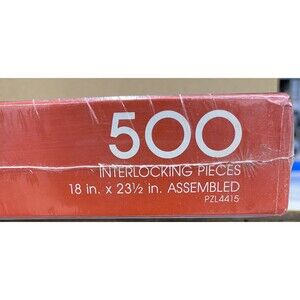 500
INTERLOCKING PIECES
18 in. x 23½ in. ASSEMBLED
PZL4415